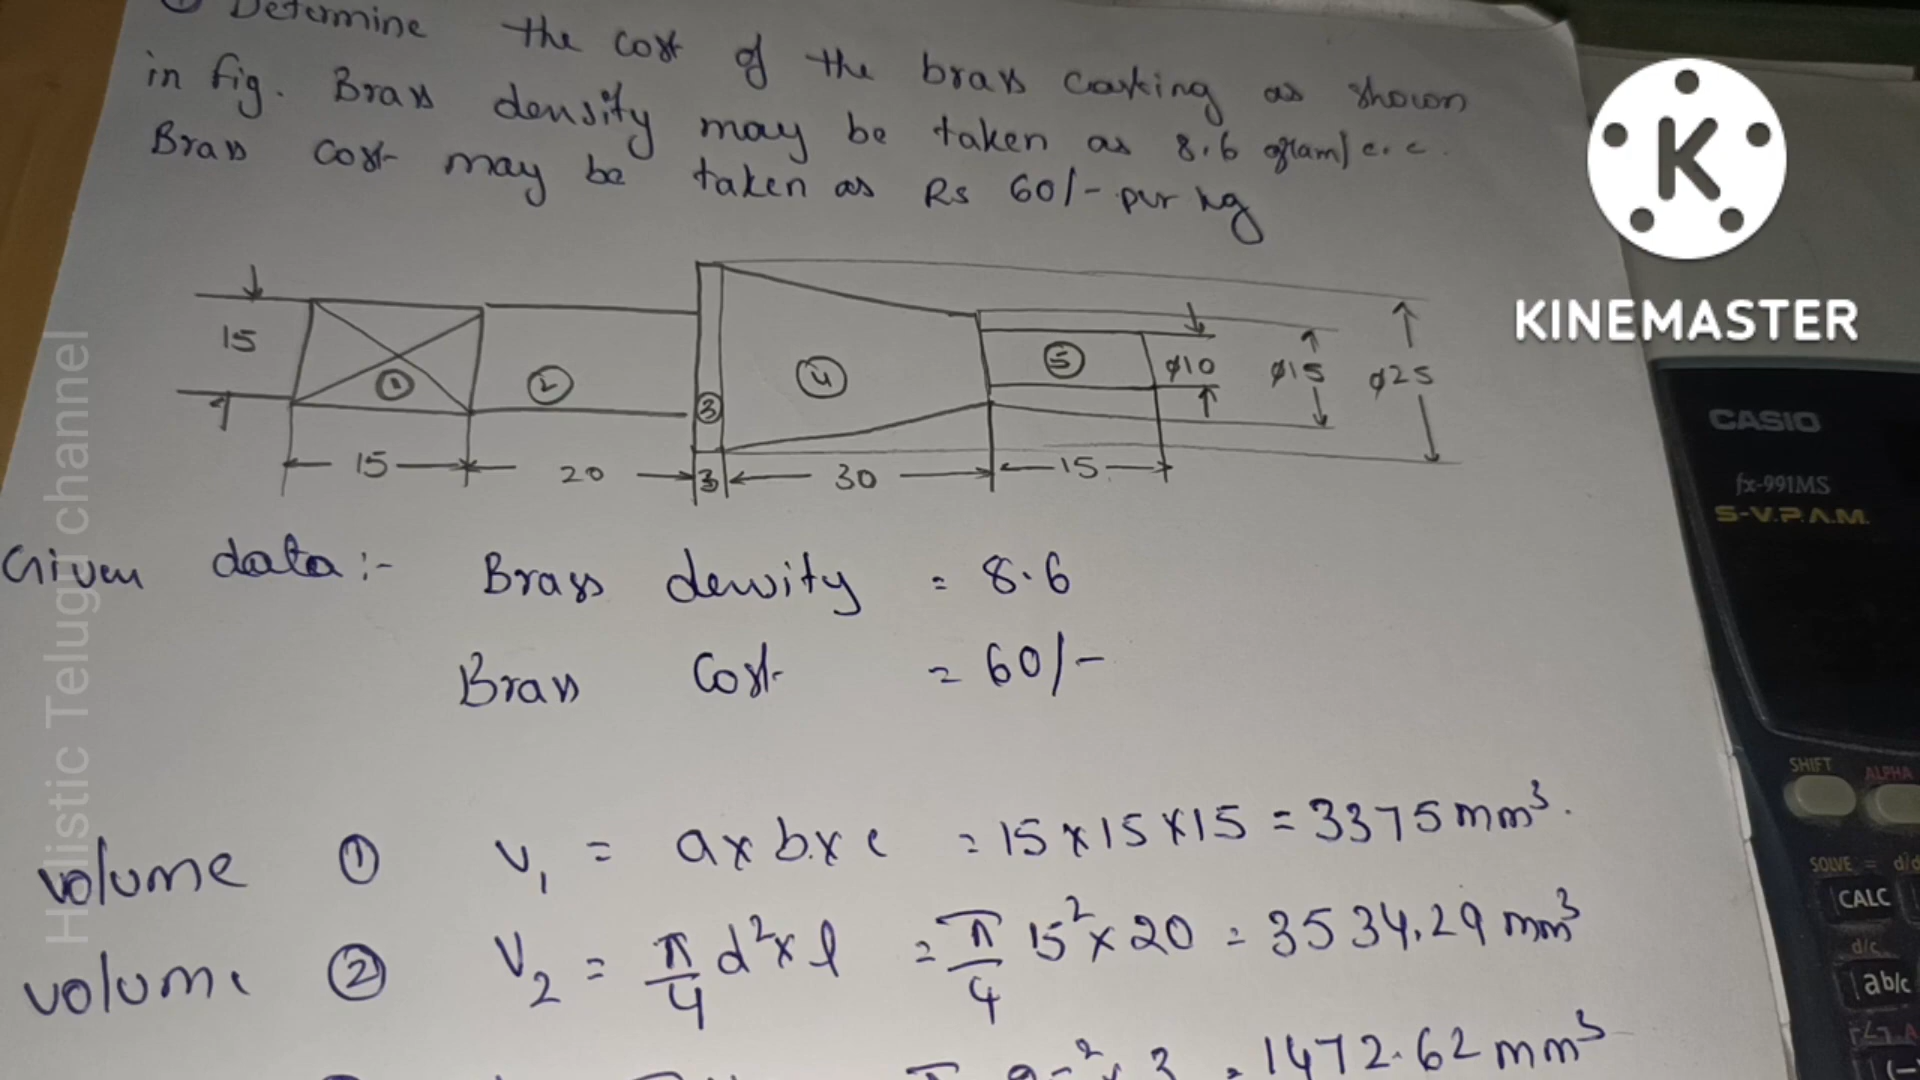 Determine the cost of the brass casting as shown
in fig. Brass density may be taken as 8.6 gram/c.c.
Brass cost may be taken as Rs 60/- per kg
K
KINEMASTER
15
1
2
3
4
5
ø10
ø15
ø25
15
20
3
30
15
CASIO
fx-991MS
S-V.P.A.M.
Given data :- Brass density = 8.6
Brass cost = 60/-
SHIFT ALPHA
volume 1 V1 = a x b x c = 15 x 15 x 15 = 3375 mm³.
SOLVE = d/d
CALC
volume 2 V2 = π/4 d² x l = π/4 15² x 20 = 3534.29 mm³
d/c
ab/c
= 1472.62 mm³
(-)
Holistic Telugu channel